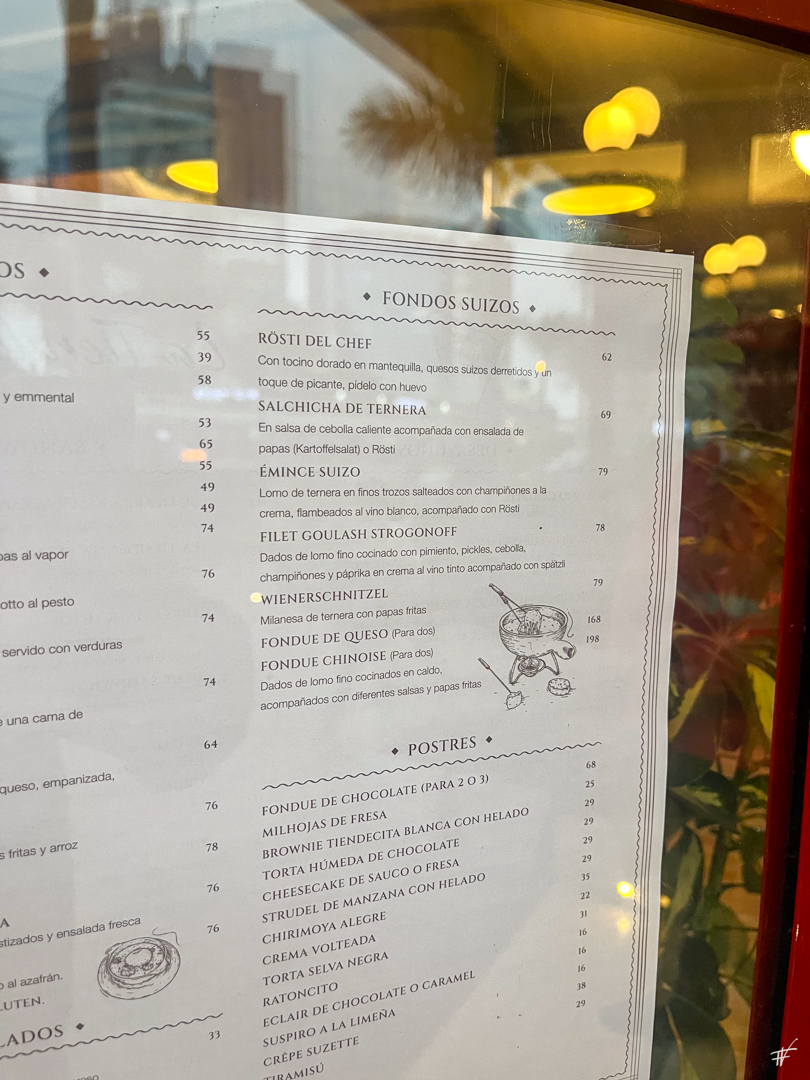 OS
55
39
58
y emmental
53
65
55
49
49
74
pas al vapor
76
otto al pesto
74
servido con verduras
74
e una cama de
64
queso, empanizada,
76
s fritas y arroz
78
76
A
stizados y ensalada fresca
76
o al azafrán.
LUTEN.
LADOS
33
FONDOS SUIZOS
RÖSTI DEL CHEF 62
Con tocino dorado en mantequilla, quesos suizos derretidos y un
toque de picante, pídelo con huevo
SALCHICHA DE TERNERA 69
En salsa de cebolla caliente acompañada con ensalada de
papas (Kartoffelsalat) o Rösti
ÉMINCE SUIZO 79
Lomo de ternera en finos trozos salteados con champiñones a la
crema, flambeados al vino blanco, acompañado con Rösti
FILET GOULASH STROGONOFF 78
Dados de lomo fino cocinado con pimiento, pickles, cebolla,
champiñones y páprika en crema al vino tinto acompañado con spätzli
WIENERSCHNITZEL 79
Milanesa de ternera con papas fritas
FONDUE DE QUESO (Para dos) 168
FONDUE CHINOISE (Para dos) 198
Dados de lomo fino cocinados en caldo,
acompañados con diferentes salsas y papas fritas
POSTRES
FONDUE DE CHOCOLATE (PARA 2 O 3) 68
MILHOJAS DE FRESA 25
BROWNIE TIENDECITA BLANCA CON HELADO 29
TORTA HÚMEDA DE CHOCOLATE 29
CHEESECAKE DE SAUCO O FRESA 29
STRUDEL DE MANZANA CON HELADO 35
CHIRIMOYA ALEGRE 22
CREMA VOLTEADA 31
TORTA SELVA NEGRA 16
RATONCITO 16
ECLAIR DE CHOCOLATE O CARAMEL 16
SUSPIRO A LA LIMEÑA 38
CRÊPE SUZETTE 29
TIRAMISÚ